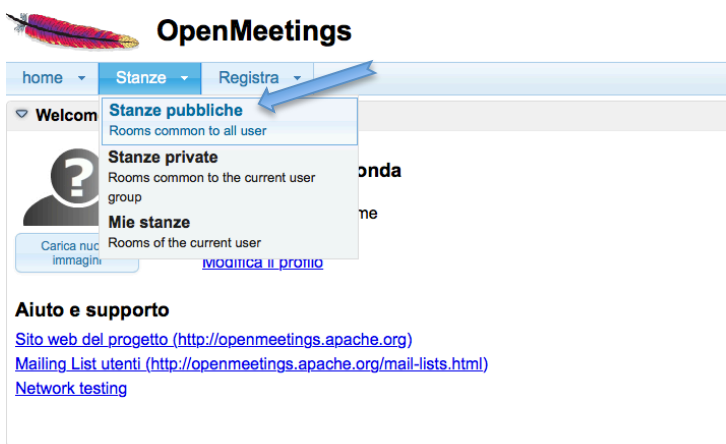 OpenMeetings
home Stanze Registra
Welcom
Stanze pubbliche
Rooms common to all user
Stanze private
Rooms common to the current user
group
Mie stanze
Rooms of the current user
onda
me
Carica nuo
immagini
Modifica il profilo
Aiuto e supporto
Sito web del progetto (http://openmeetings.apache.org)
Mailing List utenti (http://openmeetings.apache.org/mail-lists.html)
Network testing